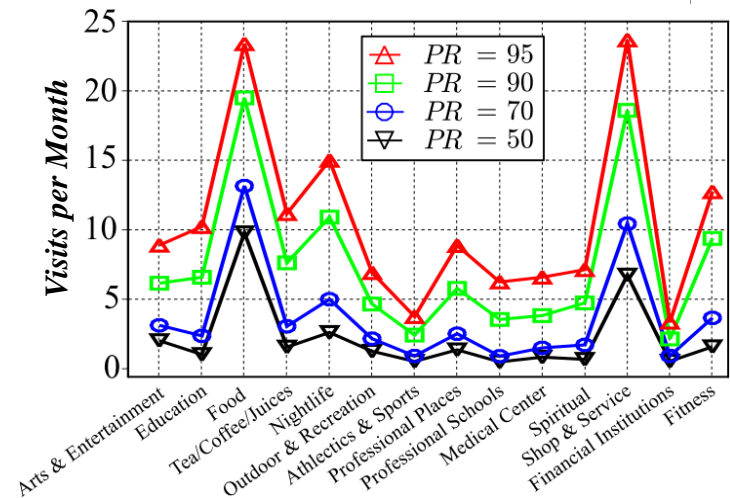 25
20
15
10
5
0
Visits per Month
PR = 95
PR = 90
PR = 70
PR = 50
Arts & Entertainment
Education
Food
Tea/Coffee/Juices
Nightlife
Outdoor & Recreation
Athlectics & Sports
Professional Places
Professional Schools
Medical Center
Spiritual
Shop & Service
Financial Institutions
Fitness